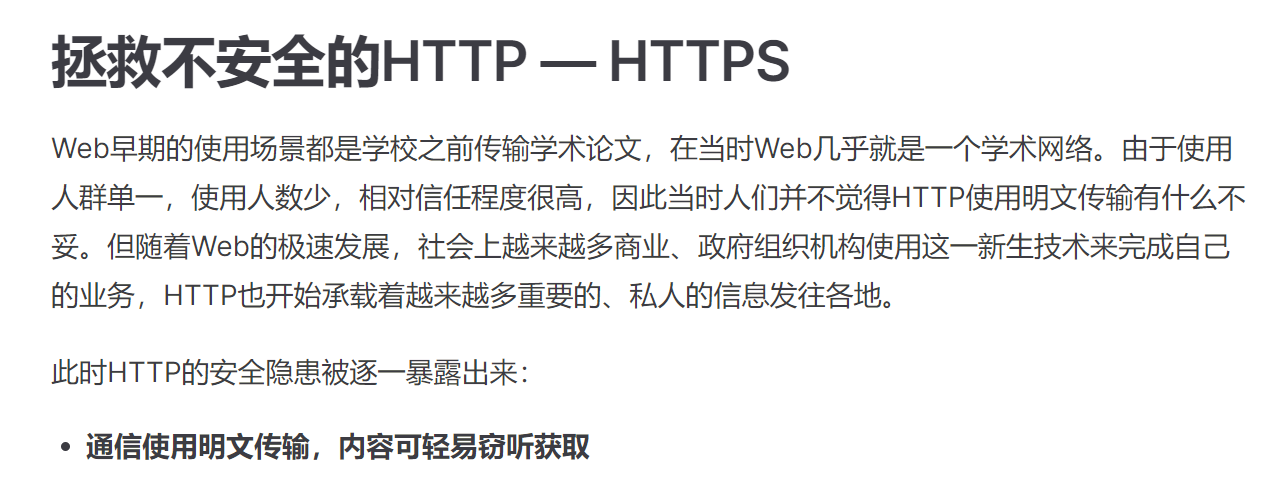 拯救不安全的HTTP — HTTPS
Web早期的使用场景都是学校之前传输学术论文，在当时Web几乎就是一个学术网络。由于使用
人群单一，使用人数少，相对信任程度很高，因此当时人们并不觉得HTTP使用明文传输有什么不
妥。但随着Web的极速发展，社会上越来越多商业、政府组织机构使用这一新生技术来完成自己
的业务，HTTP也开始承载着越来越多重要的、私人的信息发往各地。
此时HTTP的安全隐患被逐一暴露出来：
• 通信使用明文传输，内容可轻易窃听获取